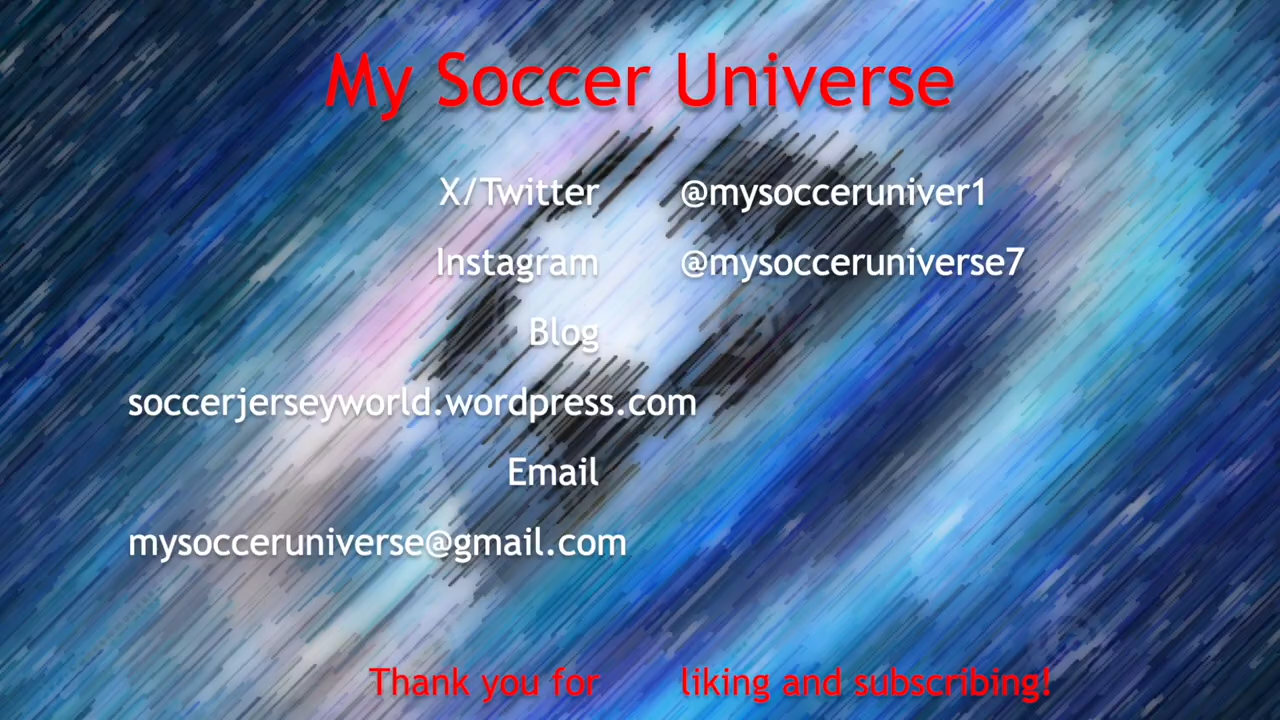 My Soccer Universe
X/Twitter @mysocceruniver1
Instagram @mysocceruniverse7
Blog
soccerjerseyworld.wordpress.com
Email
mysocceruniverse@gmail.com
Thank you for liking and subscribing!